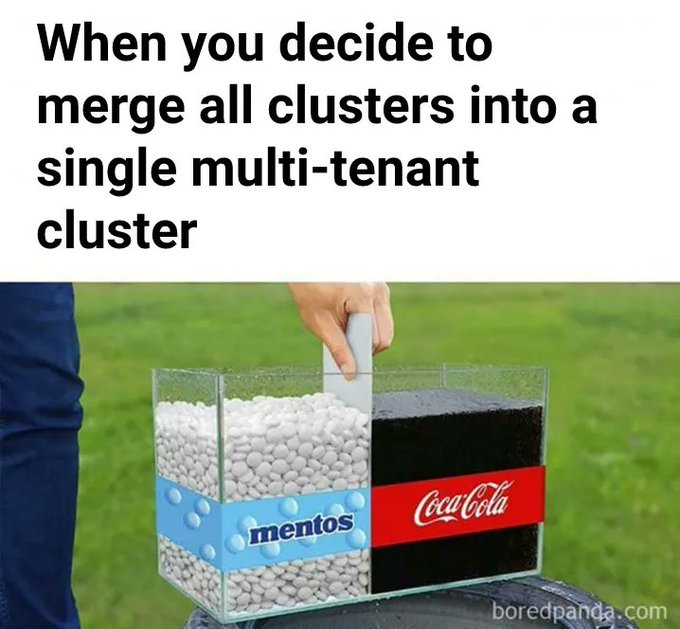 When you decide to
merge all clusters into a
single multi-tenant
cluster
mentos
Coca-Cola
boredpanda.com